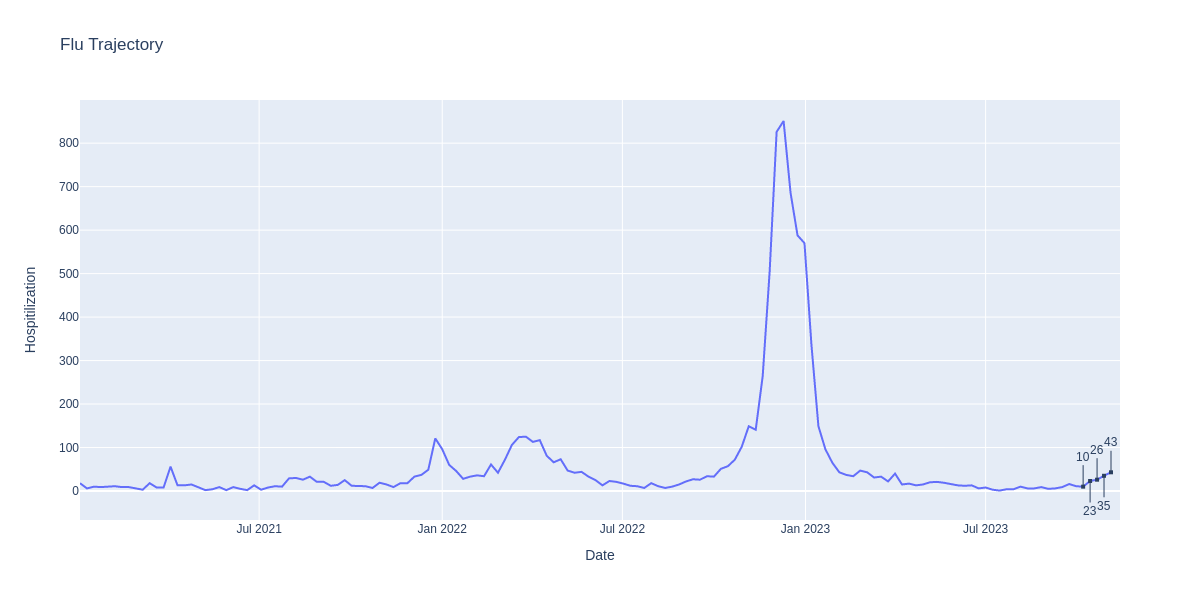 Flu Trajectory
Hospitilization
800
700
600
500
400
300
200
100
0
10
23
26
35
43
Jul 2021
Jan 2022
Jul 2022
Jan 2023
Jul 2023
Date